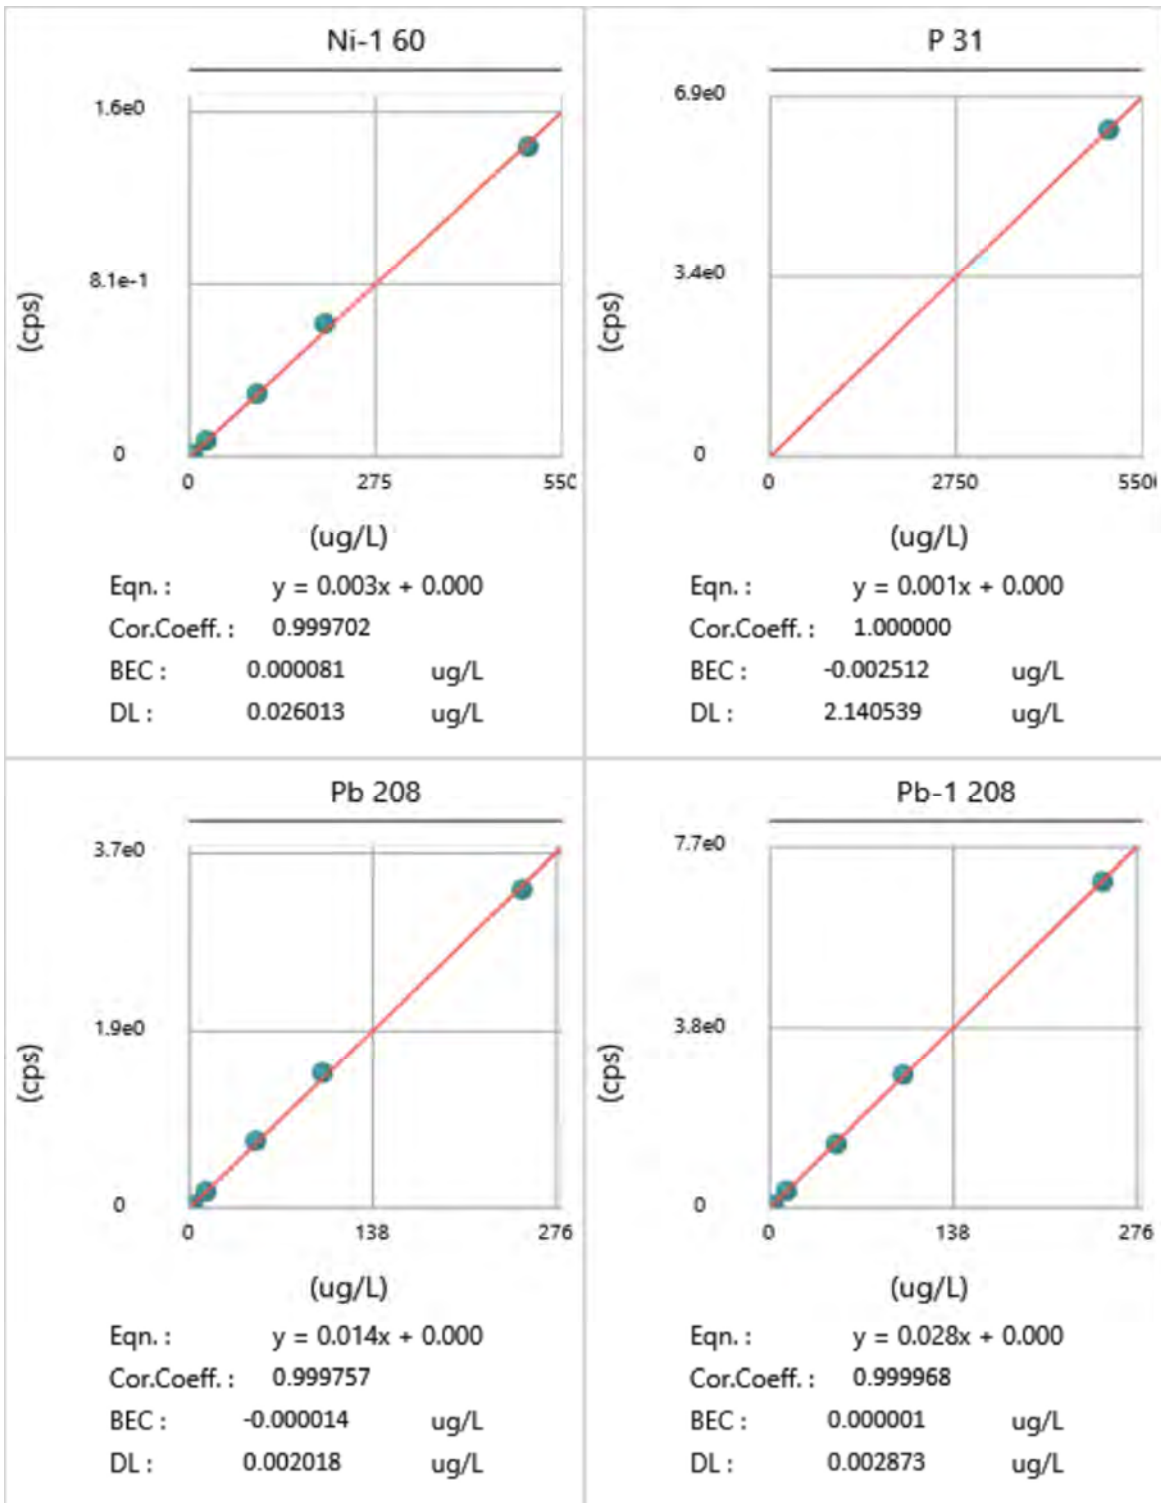 Ni-1 60
1.6e0
8.1e-1
0
(cps)
0 275 550
(ug/L)
Eqn. : y = 0.003x + 0.000
Cor.Coeff. : 0.999702
BEC : 0.000081 ug/L
DL : 0.026013 ug/L
P 31
6.9e0
3.4e0
0
(cps)
0 2750 550
(ug/L)
Eqn. : y = 0.001x + 0.000
Cor.Coeff. : 1.000000
BEC : -0.002512 ug/L
DL : 2.140539 ug/L
Pb 208
3.7e0
1.9e0
0
(cps)
0 138 276
(ug/L)
Eqn. : y = 0.014x + 0.000
Cor.Coeff. : 0.999757
BEC : -0.000014 ug/L
DL : 0.002018 ug/L
Pb-1 208
7.7e0
3.8e0
0
(cps)
0 138 276
(ug/L)
Eqn. : y = 0.028x + 0.000
Cor.Coeff. : 0.999968
BEC : 0.000001 ug/L
DL : 0.002873 ug/L